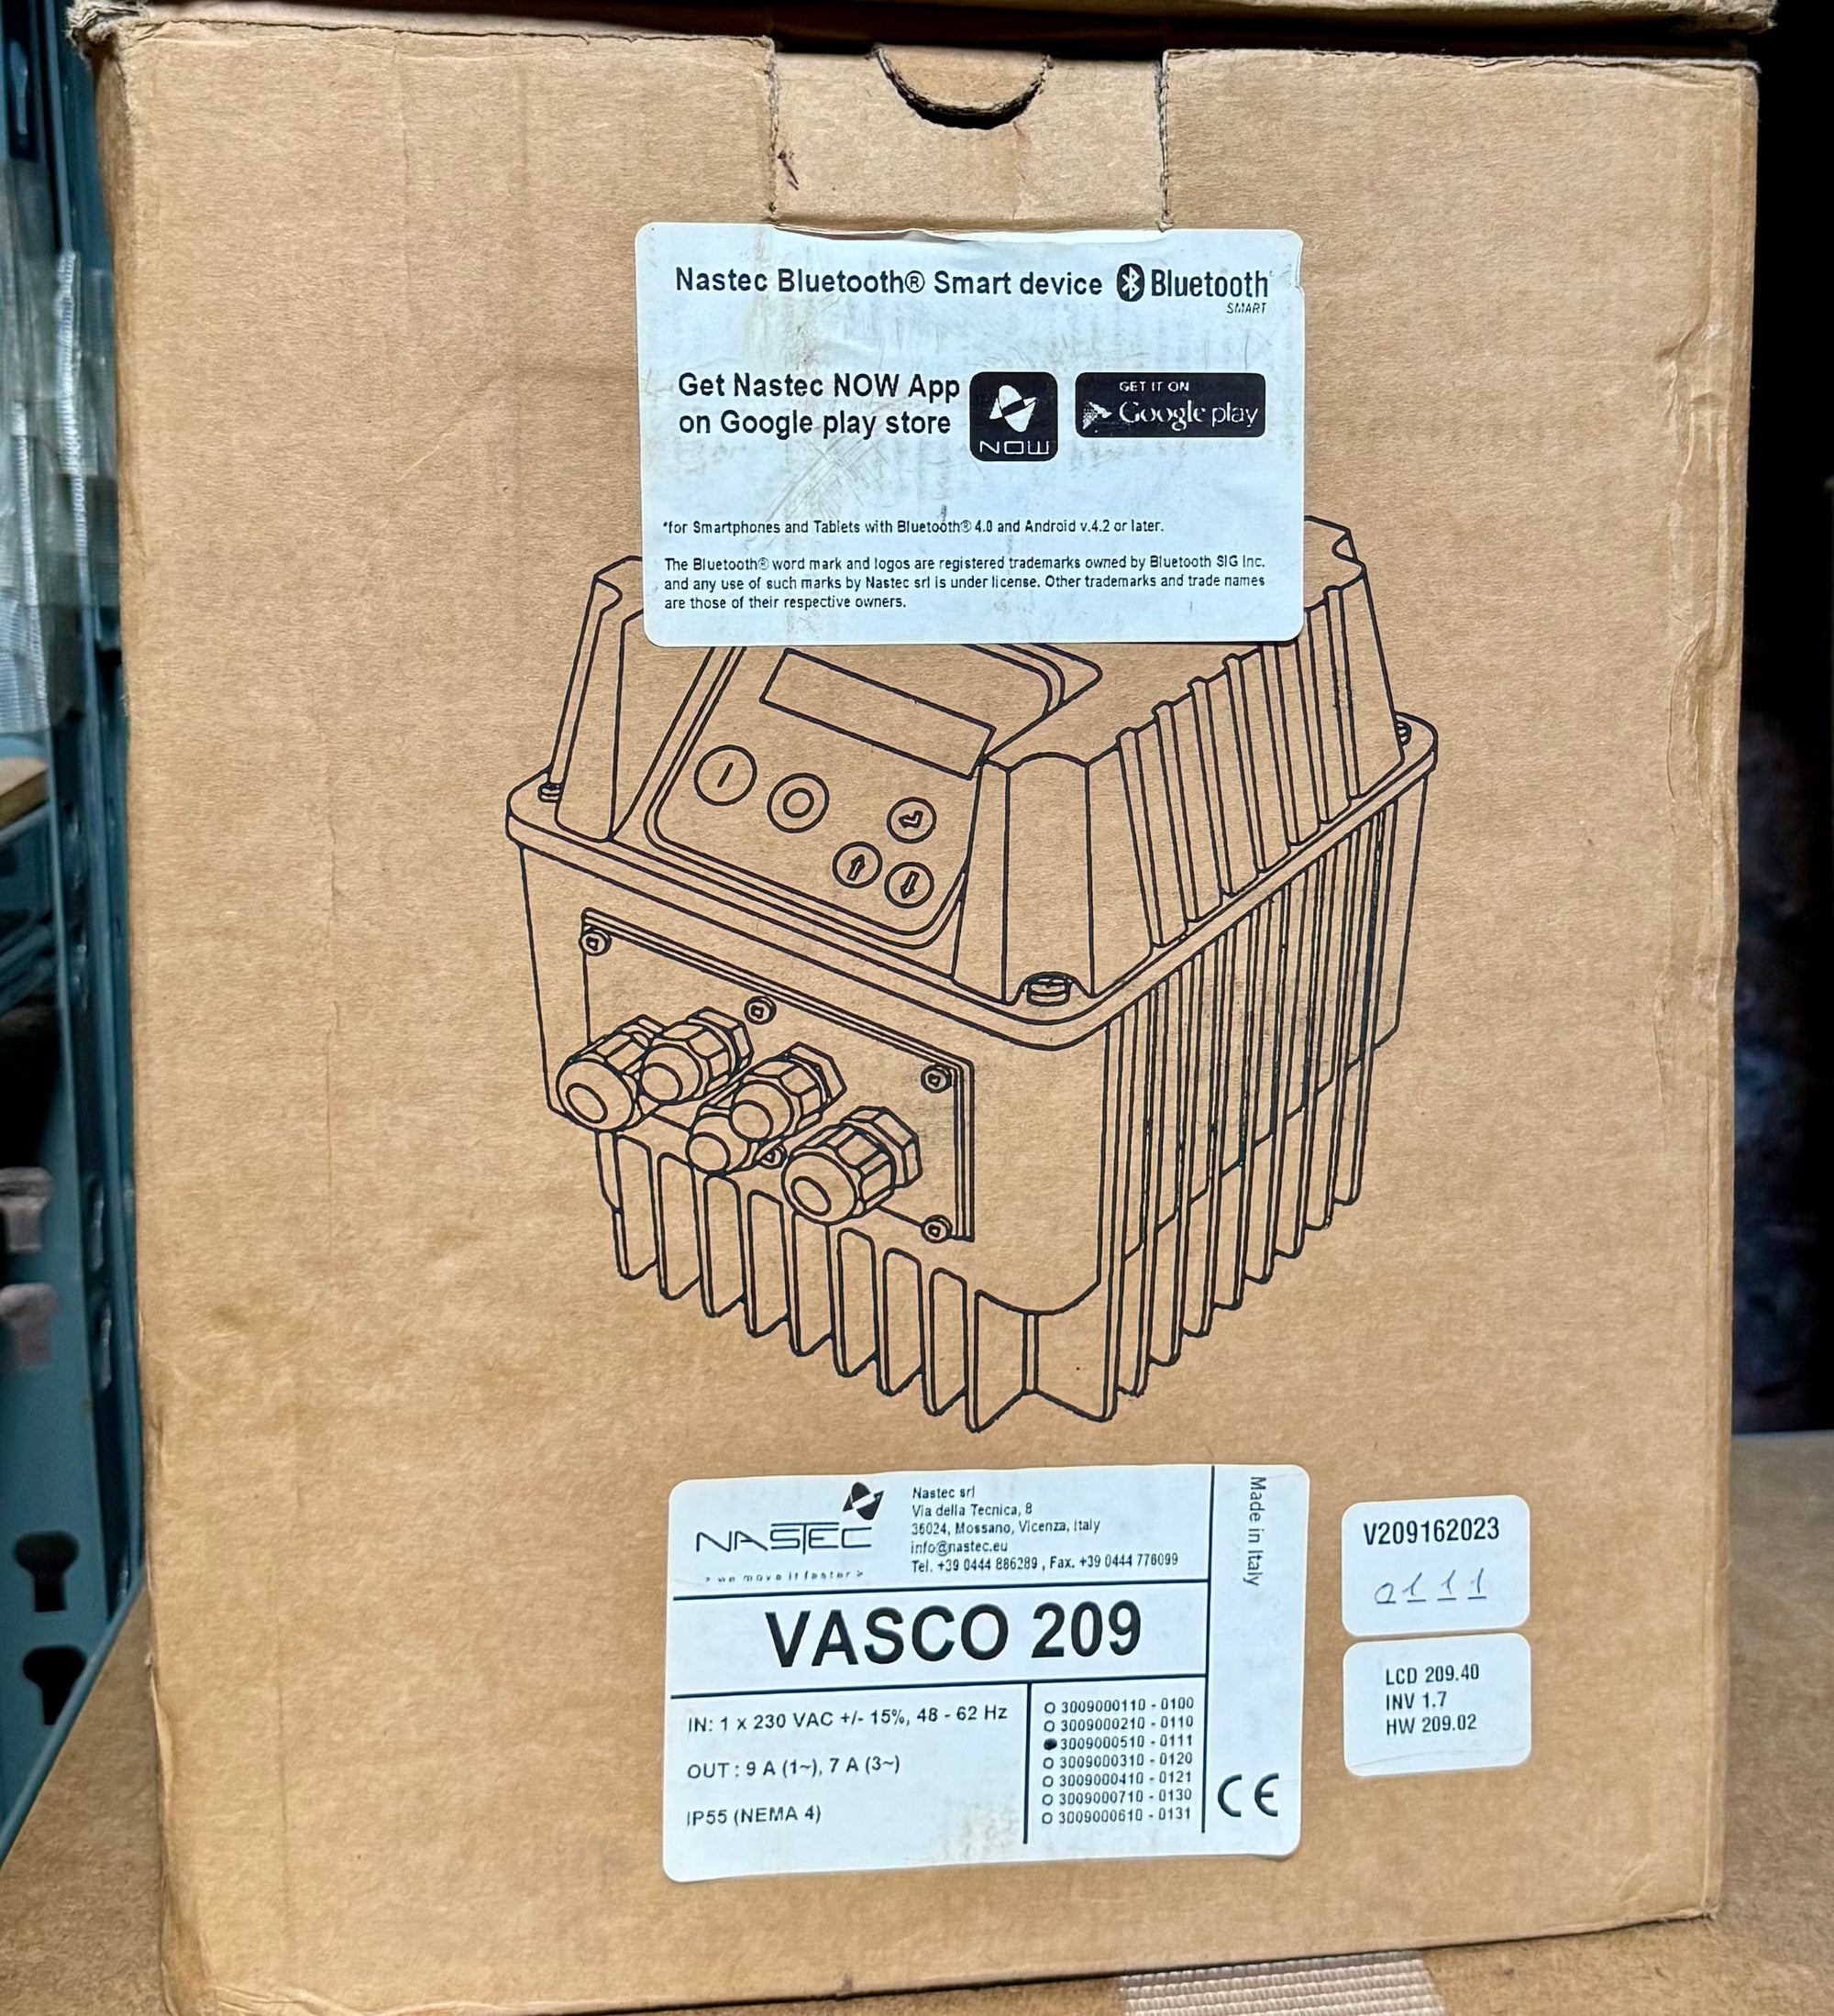 Nastec Bluetooth® Smart device Bluetooth
SMART
Get Nastec NOW App
on Google play store
NOW
GET IT ON
Google play
*for Smartphones and Tablets with Bluetooth® 4.0 and Android v.4.2 or later.
The Bluetooth® word mark and logos are registered trademarks owned by Bluetooth SIG Inc.
and any use of such marks by Nastec srl is under license. Other trademarks and trade names
are those of their respective owners.
NASTEC
> we move it faster >
Nastec srl
Via della Tecnica, 8
36024, Mossano, Vicenza, Italy
info@nastec.eu
Tel. +39 0444 886289 , Fax. +39 0444 776099
Made in Italy
VASCO 209
IN: 1 x 230 VAC +/- 15%, 48 - 62 Hz
OUT : 9 A (1~), 7 A (3~)
IP55 (NEMA 4)
3009000110 - 0100
3009000210 - 0110
3009000510 - 0111
3009000310 - 0120
3009000410 - 0121
3009000710 - 0130
3009000610 - 0131
CE
V209162023
0111
LCD 209.40
INV 1.7
HW 209.02